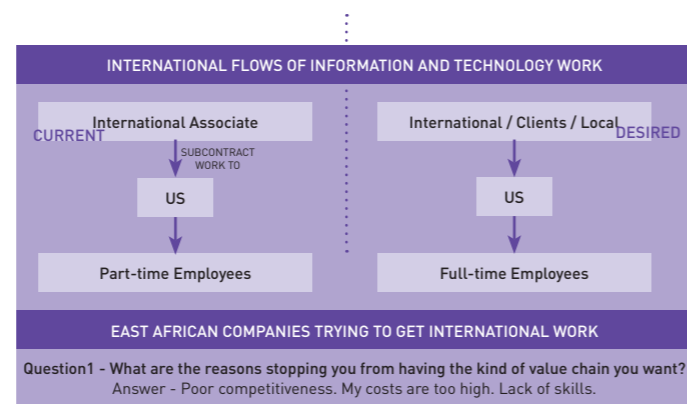 INTERNATIONAL FLOWS OF INFORMATION AND TECHNOLOGY WORK
CURRENT
International Associate
SUBCONTRACT
WORK TO
US
Part-time Employees
International / Clients / Local
DESIRED
US
Full-time Employees
EAST AFRICAN COMPANIES TRYING TO GET INTERNATIONAL WORK
Question1 - What are the reasons stopping you from having the kind of value chain you want?
Answer - Poor competitiveness. My costs are too high. Lack of skills.